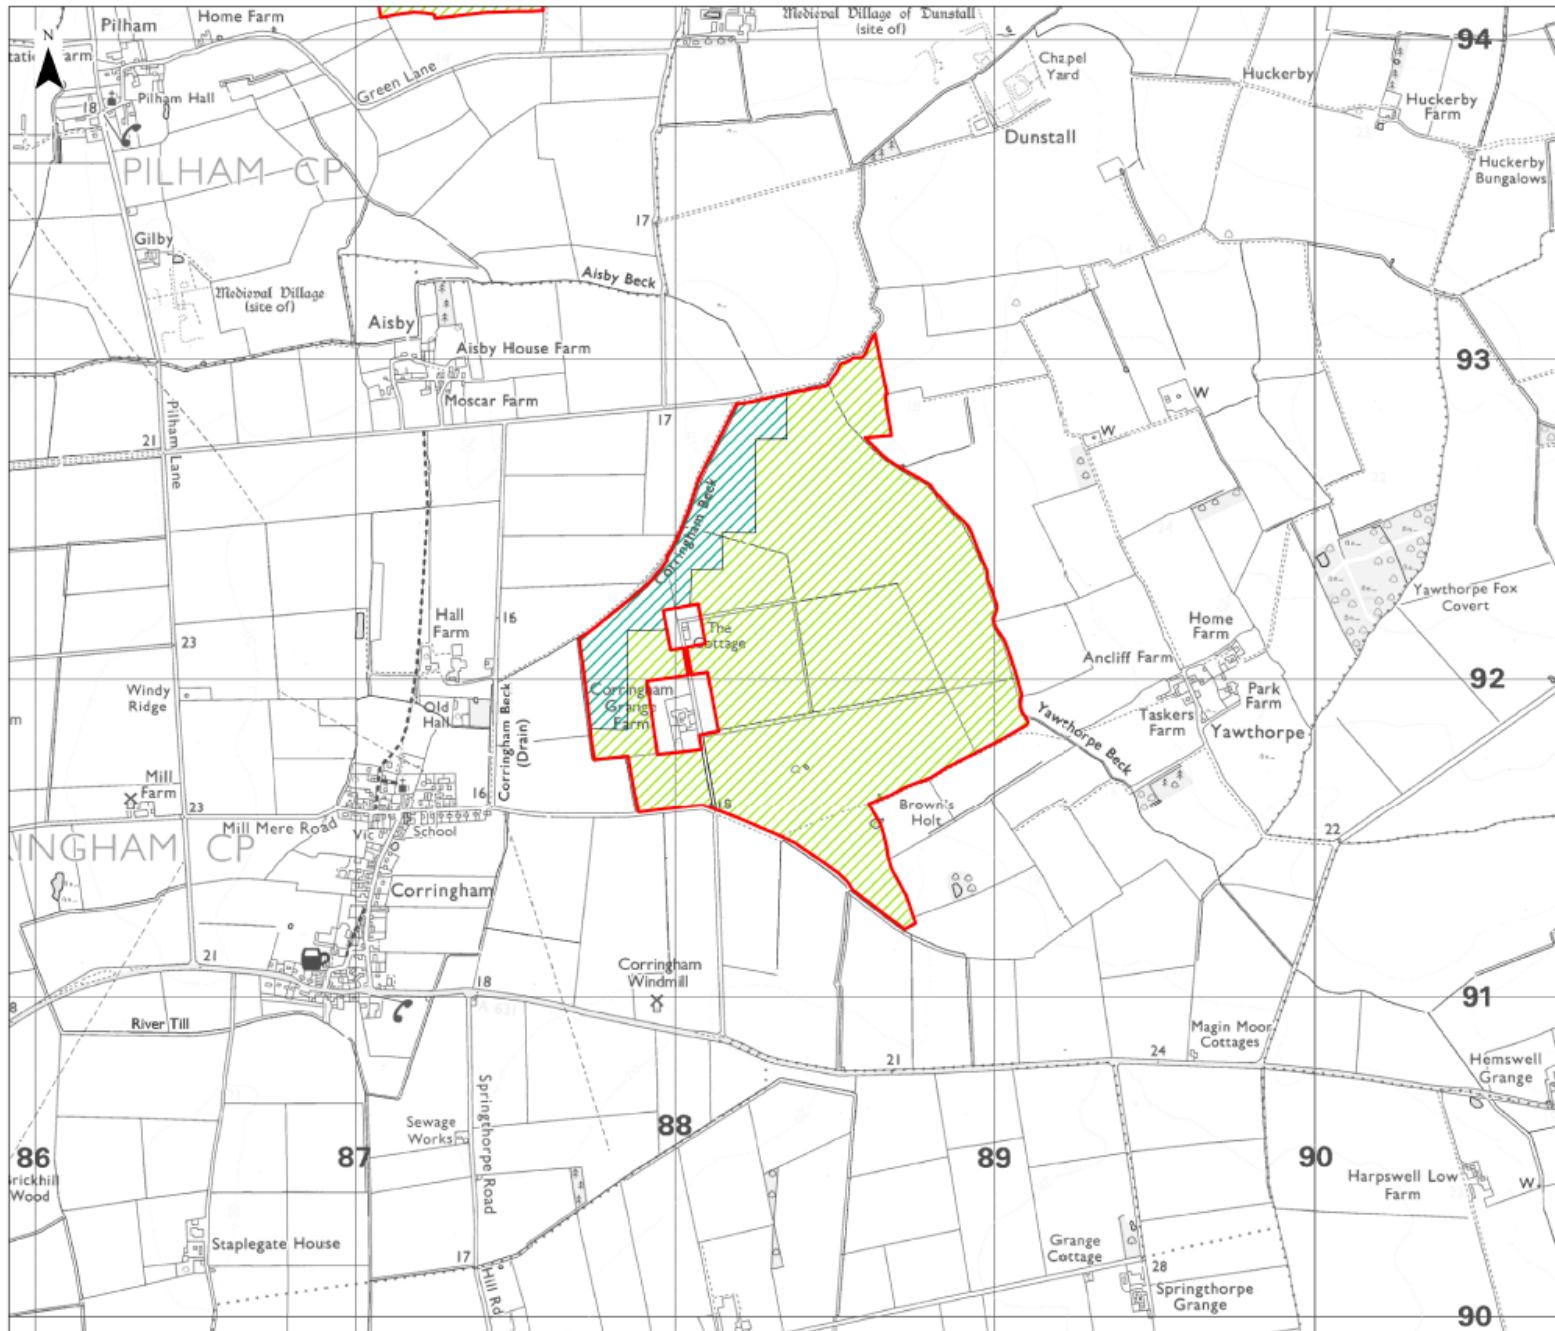 Pilham
Home Farm
Medieval Village of Dunstall
(site of)
94
N
Chapel
Yard
Huckerby
Green Lane
Pilham Hall
18
Huckerby
Farm
Dunstall
PILHAM CP
Huckerby
Bungalows
17
Gilby
Aisby Beck
Medieval Village
(site of)
Aisby
Aisby House Farm
93
Moscar Farm
W
17
W
21
Pilham
Lane
Corringham Beck
Yawthorpe Fox
Covert
Hall
Farm
16
The
Cottage
Home
Farm
23
Ancliff Farm
92
Windy
Ridge
Old
Hall
Corringham Beck
(Drain)
Corringham
Grange
Farm
Park
Farm
Taskers
Farm
Yawthorpe
Yawthorpe Beck
Mill
Farm
23
16
Brown's
Holt
Mill Mere Road
Vic
School
22
INGHAM CP
Corringham
21
Corringham
Windmill
18
91
8
River Till
A 631
Magin Moor
Cottages
21
24
Hemswell
Grange
Springthorpe Road
Sewage
Works
88
86
87
89
90
rickhill
Wood
Harpswell Low
Farm
W
Staplegate House
Grange
Cottage
17
28
Hill Rd
Springthorpe
Grange
90